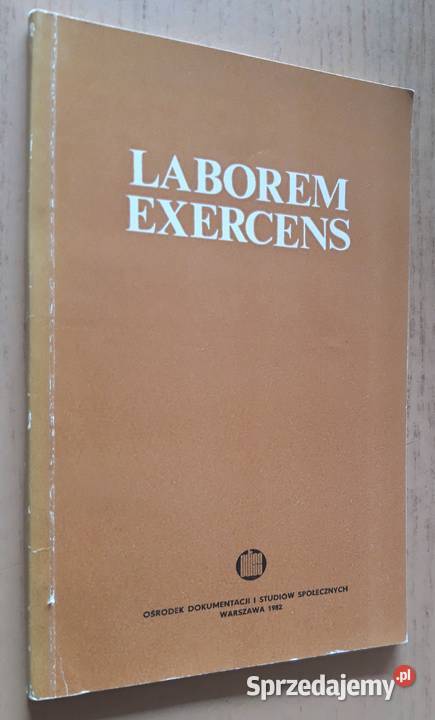 LABOREM
EXERCENS
OŚRODEK DOKUMENTACJI I STUDIÓW SPOŁECZNYCH
WARSZAWA 1982
Sprzedajemy.pl